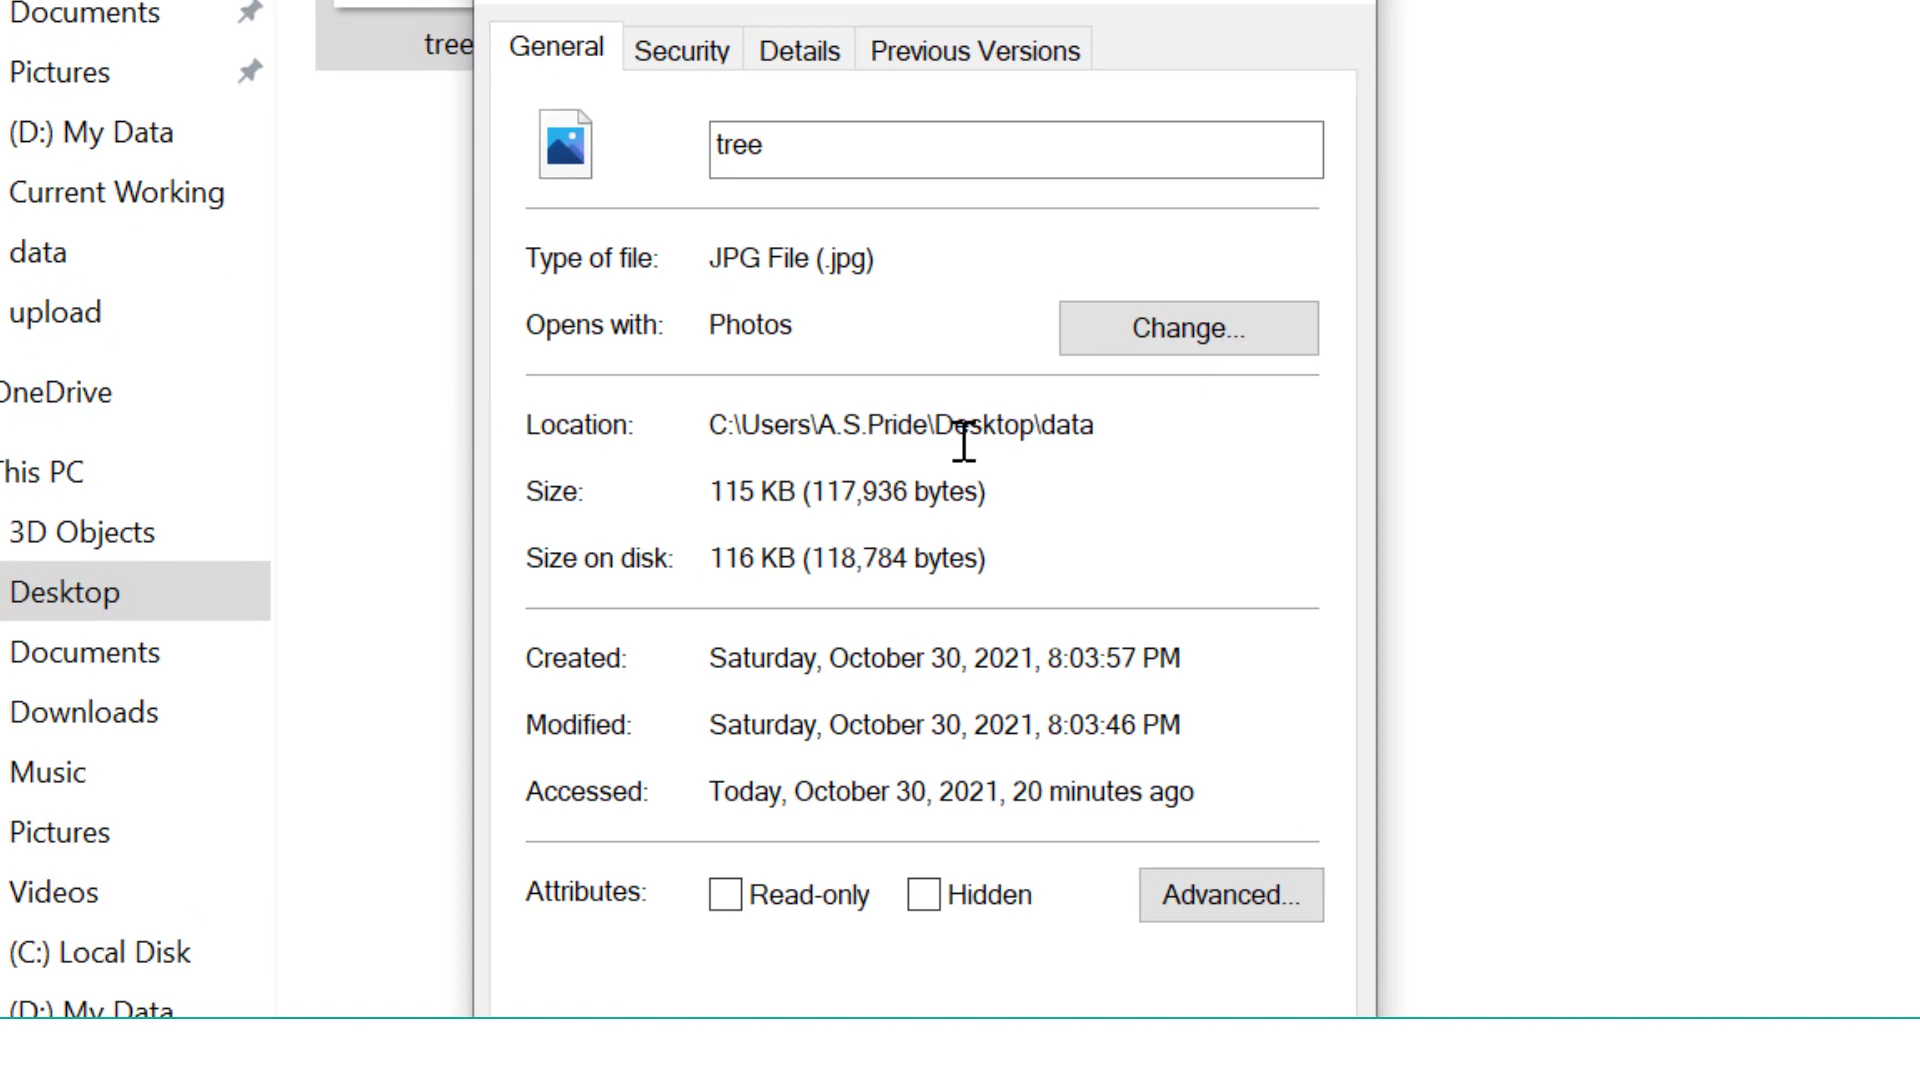 Documents
Pictures
(D:) My Data
Current Working
data
upload
OneDrive
This PC
3D Objects
Desktop
Documents
Downloads
Music
Pictures
Videos
(C:) Local Disk
(D:) My Data
tree
General Security Details Previous Versions
tree
Type of file: JPG File (.jpg)
Opens with: Photos Change...
Location: C:\Users\A.S.Pride\Desktop\data
Size: 115 KB (117,936 bytes)
Size on disk: 116 KB (118,784 bytes)
Created: Saturday, October 30, 2021, 8:03:57 PM
Modified: Saturday, October 30, 2021, 8:03:46 PM
Accessed: Today, October 30, 2021, 20 minutes ago
Attributes: Read-only Hidden Advanced...